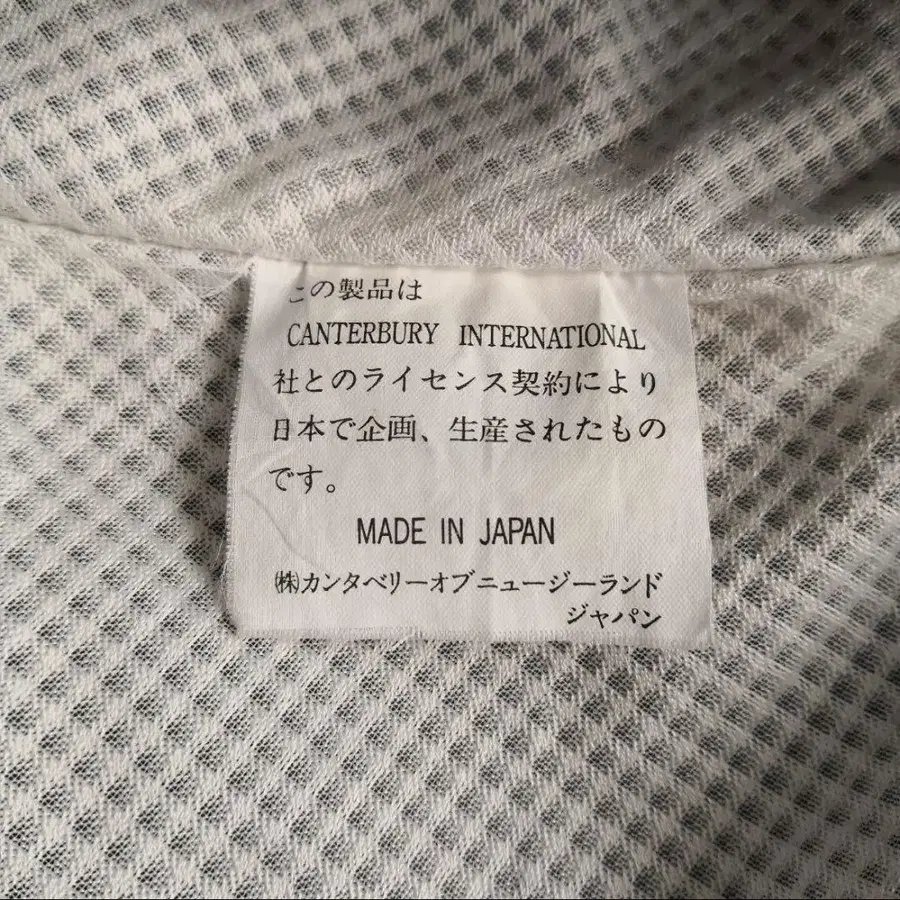 この製品は
CANTERBURY INTERNATIONAL
社とのライセンス契約により
日本で企画、生産されたもの
です。
MADE IN JAPAN
㈱カンタベリーオブニュージーランド
ジャパン